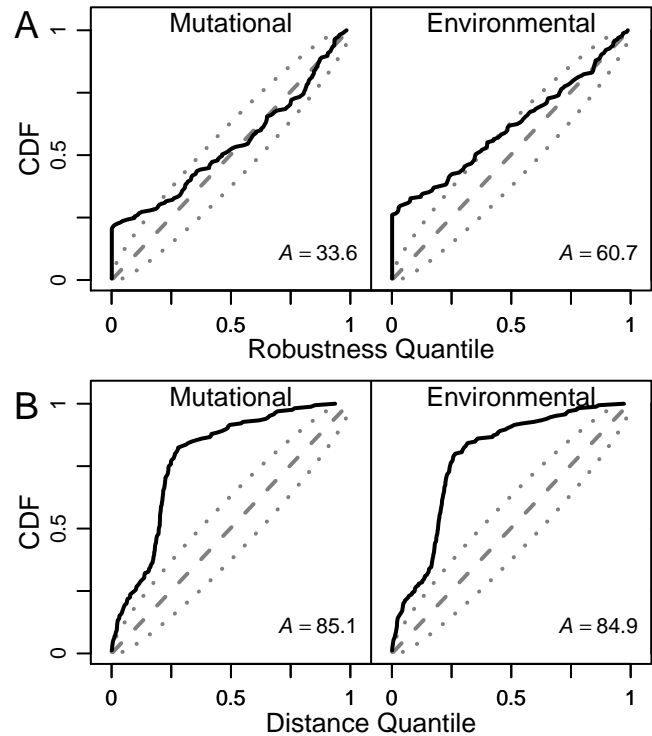 A
Mutational
Environmental
CDF
1
0.5
0
A = 33.6
A = 60.7
0
0.5
1
0
0.5
1
Robustness Quantile
B
Mutational
Environmental
CDF
1
0.5
0
A = 85.1
A = 84.9
0
0.5
1
0
0.5
1
Distance Quantile